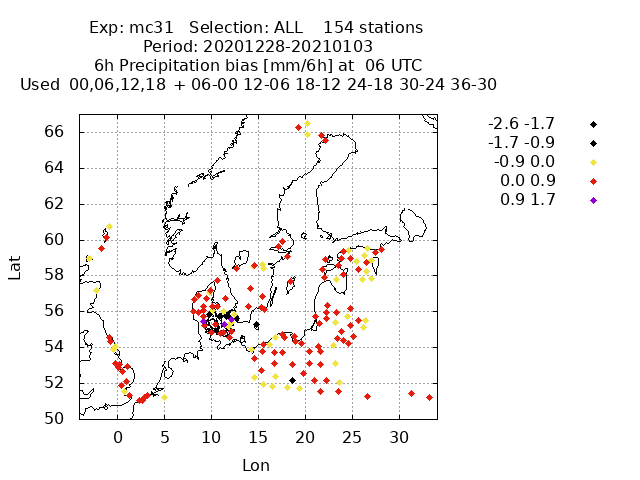 Exp: mc31 Selection: ALL 154 stations
Period: 20201228-20210103
6h Precipitation bias [mm/6h] at 06 UTC
Used 00,06,12,18 + 06-00 12-06 18-12 24-18 30-24 36-30
-2.6 -1.7
-1.7 -0.9
-0.9 0.0
0.0 0.9
0.9 1.7
Lat
66
64
62
60
58
56
54
52
50
0 5 10 15 20 25 30
Lon